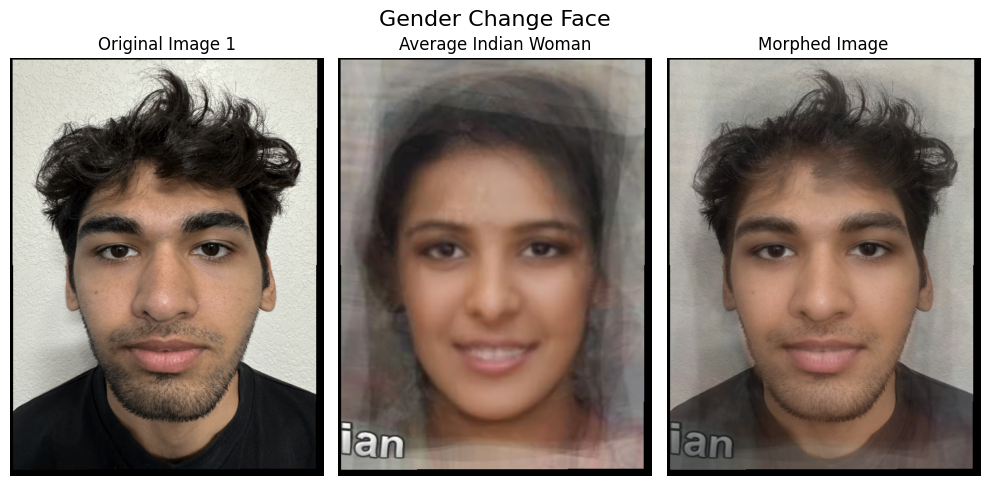 Gender Change Face
Original Image 1
Average Indian Woman
Morphed Image
ian
ian